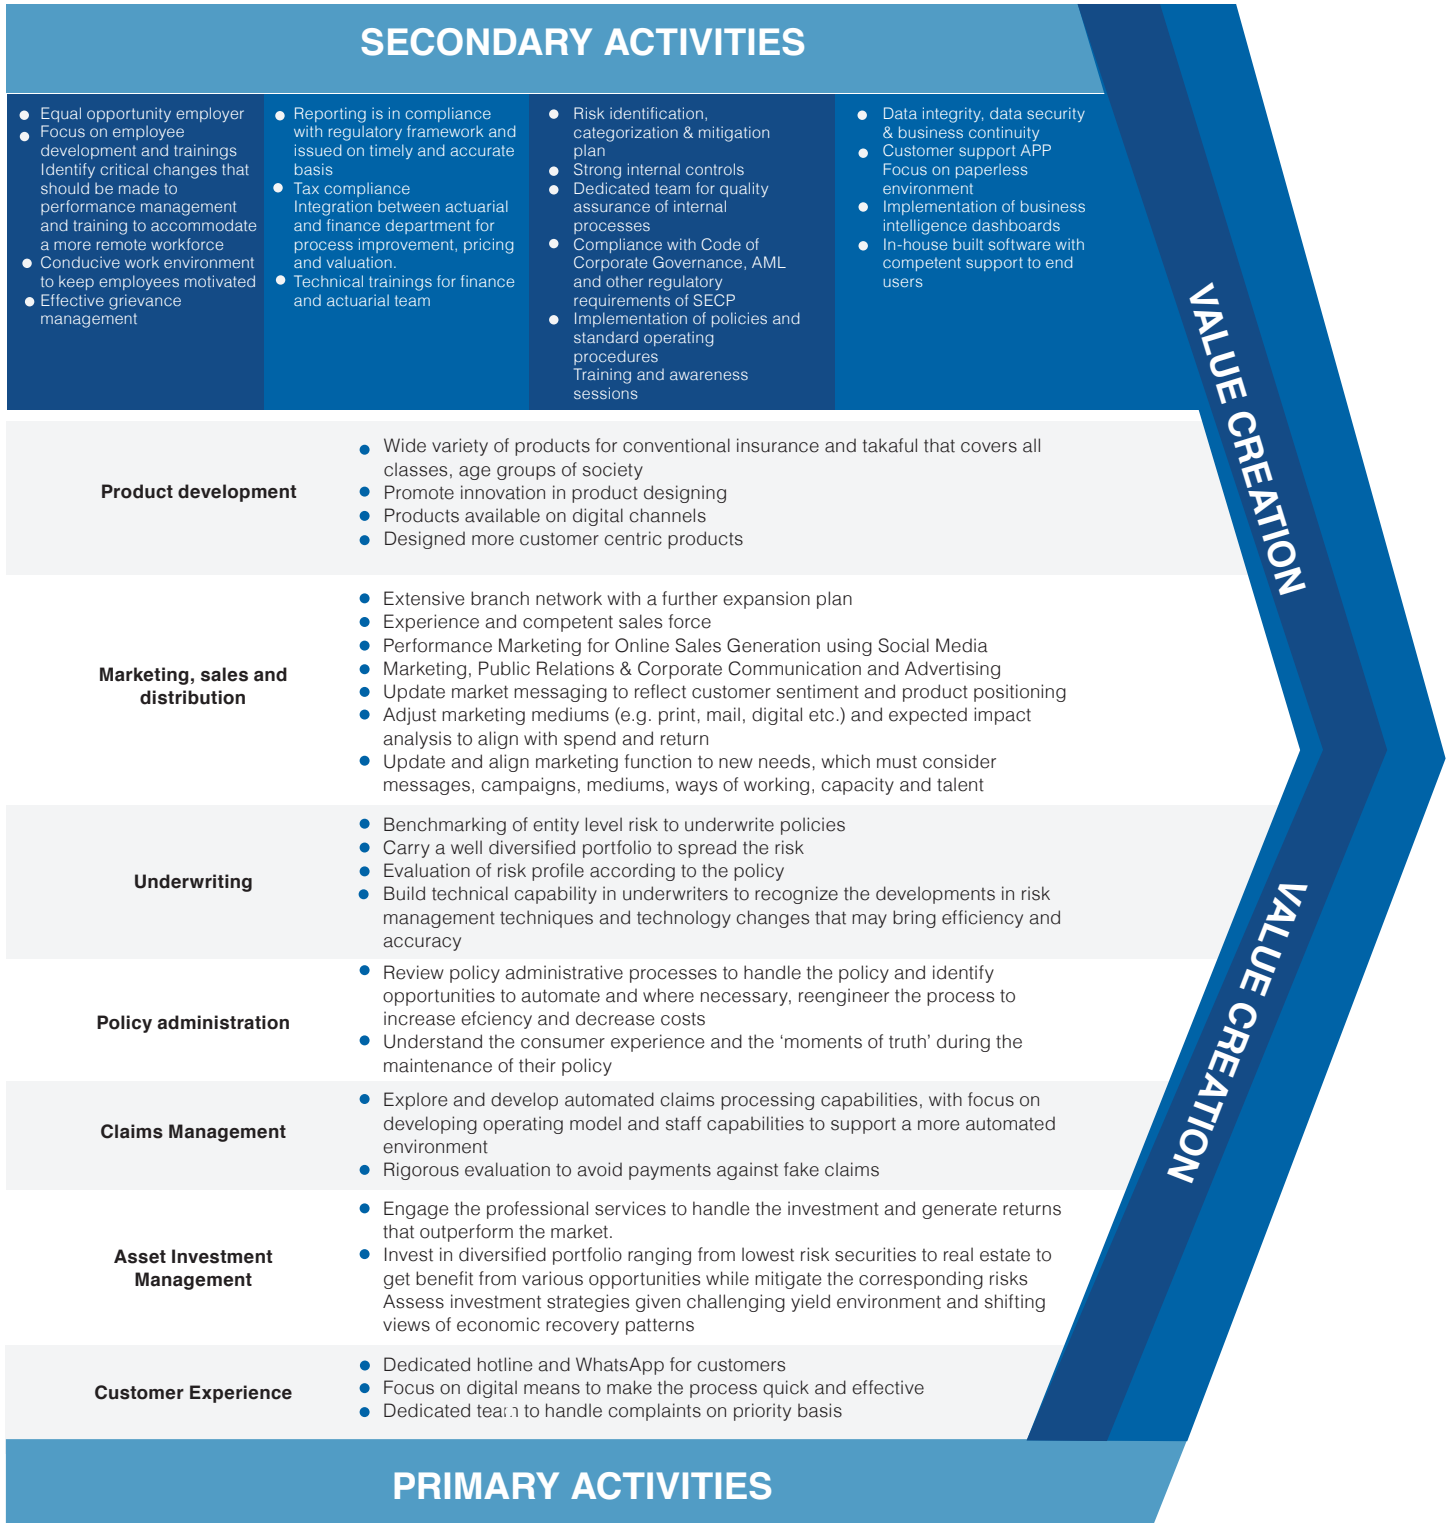 SECONDARY ACTIVITIES
Equal opportunity employer
Focus on employee
development and trainings
Identify critical changes that
should be made to
performance management
and training to accommodate
a more remote workforce
Conducive work environment
to keep employees motivated
Effective grievance
management
Reporting is in compliance
with regulatory framework and
issued on timely and accurate
basis
Tax compliance
Integration between actuarial
and finance department for
process improvement, pricing
and valuation.
Technical trainings for finance
and actuarial team
Risk identification,
categorization & mitigation
plan
Strong internal controls
Dedicated team for quality
assurance of internal
processes
Compliance with Code of
Corporate Governance, AML
and other regulatory
requirements of SECP
Implementation of policies and
standard operating
procedures
Training and awareness
sessions
Data integrity, data security
& business continuity
Customer support APP
Focus on paperless
environment
Implementation of business
intelligence dashboards
In-house built software with
competent support to end
users
VALUE CREATION
Product development
Wide variety of products for conventional insurance and takaful that covers all
classes, age groups of society
Promote innovation in product designing
Products available on digital channels
Designed more customer centric products
Marketing, sales and
distribution
Extensive branch network with a further expansion plan
Experience and competent sales force
Performance Marketing for Online Sales Generation using Social Media
Marketing, Public Relations & Corporate Communication and Advertising
Update market messaging to reflect customer sentiment and product positioning
Adjust marketing mediums (e.g. print, mail, digital etc.) and expected impact
analysis to align with spend and return
Update and align marketing function to new needs, which must consider
messages, campaigns, mediums, ways of working, capacity and talent
Underwriting
Benchmarking of entity level risk to underwrite policies
Carry a well diversified portfolio to spread the risk
Evaluation of risk profile according to the policy
Build technical capability in underwriters to recognize the developments in risk
management techniques and technology changes that may bring efficiency and
accuracy
VALUE CREATION
Policy administration
Review policy administrative processes to handle the policy and identify
opportunities to automate and where necessary, reengineer the process to
increase efciency and decrease costs
Understand the consumer experience and the ‘moments of truth’ during the
maintenance of their policy
Claims Management
Explore and develop automated claims processing capabilities, with focus on
developing operating model and staff capabilities to support a more automated
environment
Rigorous evaluation to avoid payments against fake claims
Asset Investment
Management
Engage the professional services to handle the investment and generate returns
that outperform the market.
Invest in diversified portfolio ranging from lowest risk securities to real estate to
get benefit from various opportunities while mitigate the corresponding risks
Assess investment strategies given challenging yield environment and shifting
views of economic recovery patterns
Customer Experience
Dedicated hotline and WhatsApp for customers
Focus on digital means to make the process quick and effective
Dedicated team to handle complaints on priority basis
PRIMARY ACTIVITIES